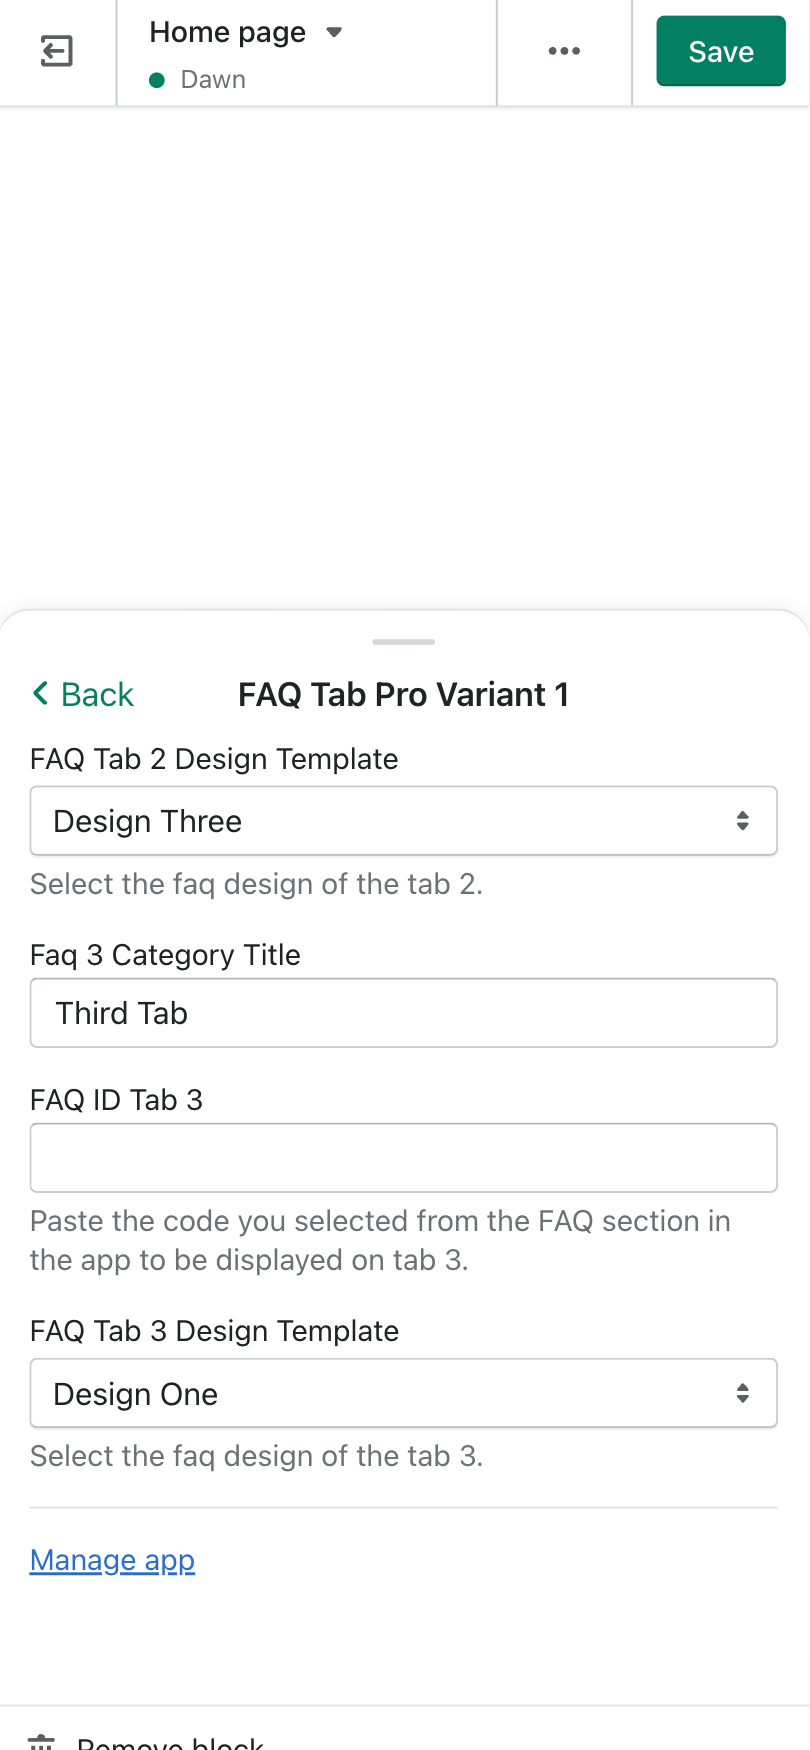 Home page
Dawn
Save
Back
FAQ Tab Pro Variant 1
FAQ Tab 2 Design Template
Design Three
Select the faq design of the tab 2.
Faq 3 Category Title
Third Tab
FAQ ID Tab 3
Paste the code you selected from the FAQ section in
the app to be displayed on tab 3.
FAQ Tab 3 Design Template
Design One
Select the faq design of the tab 3.
Manage app
Remove block